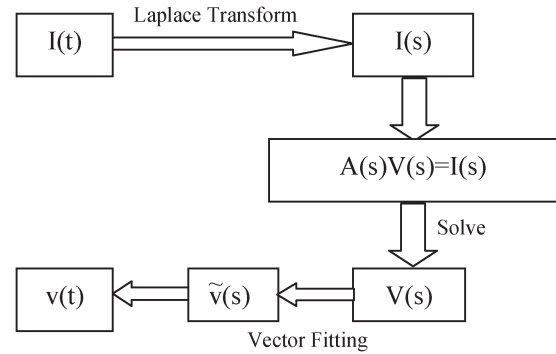 Laplace Transform
I(t)
I(s)
A(s)V(s)=I(s)
Solve
v(t)
ṽ(s)
V(s)
Vector Fitting